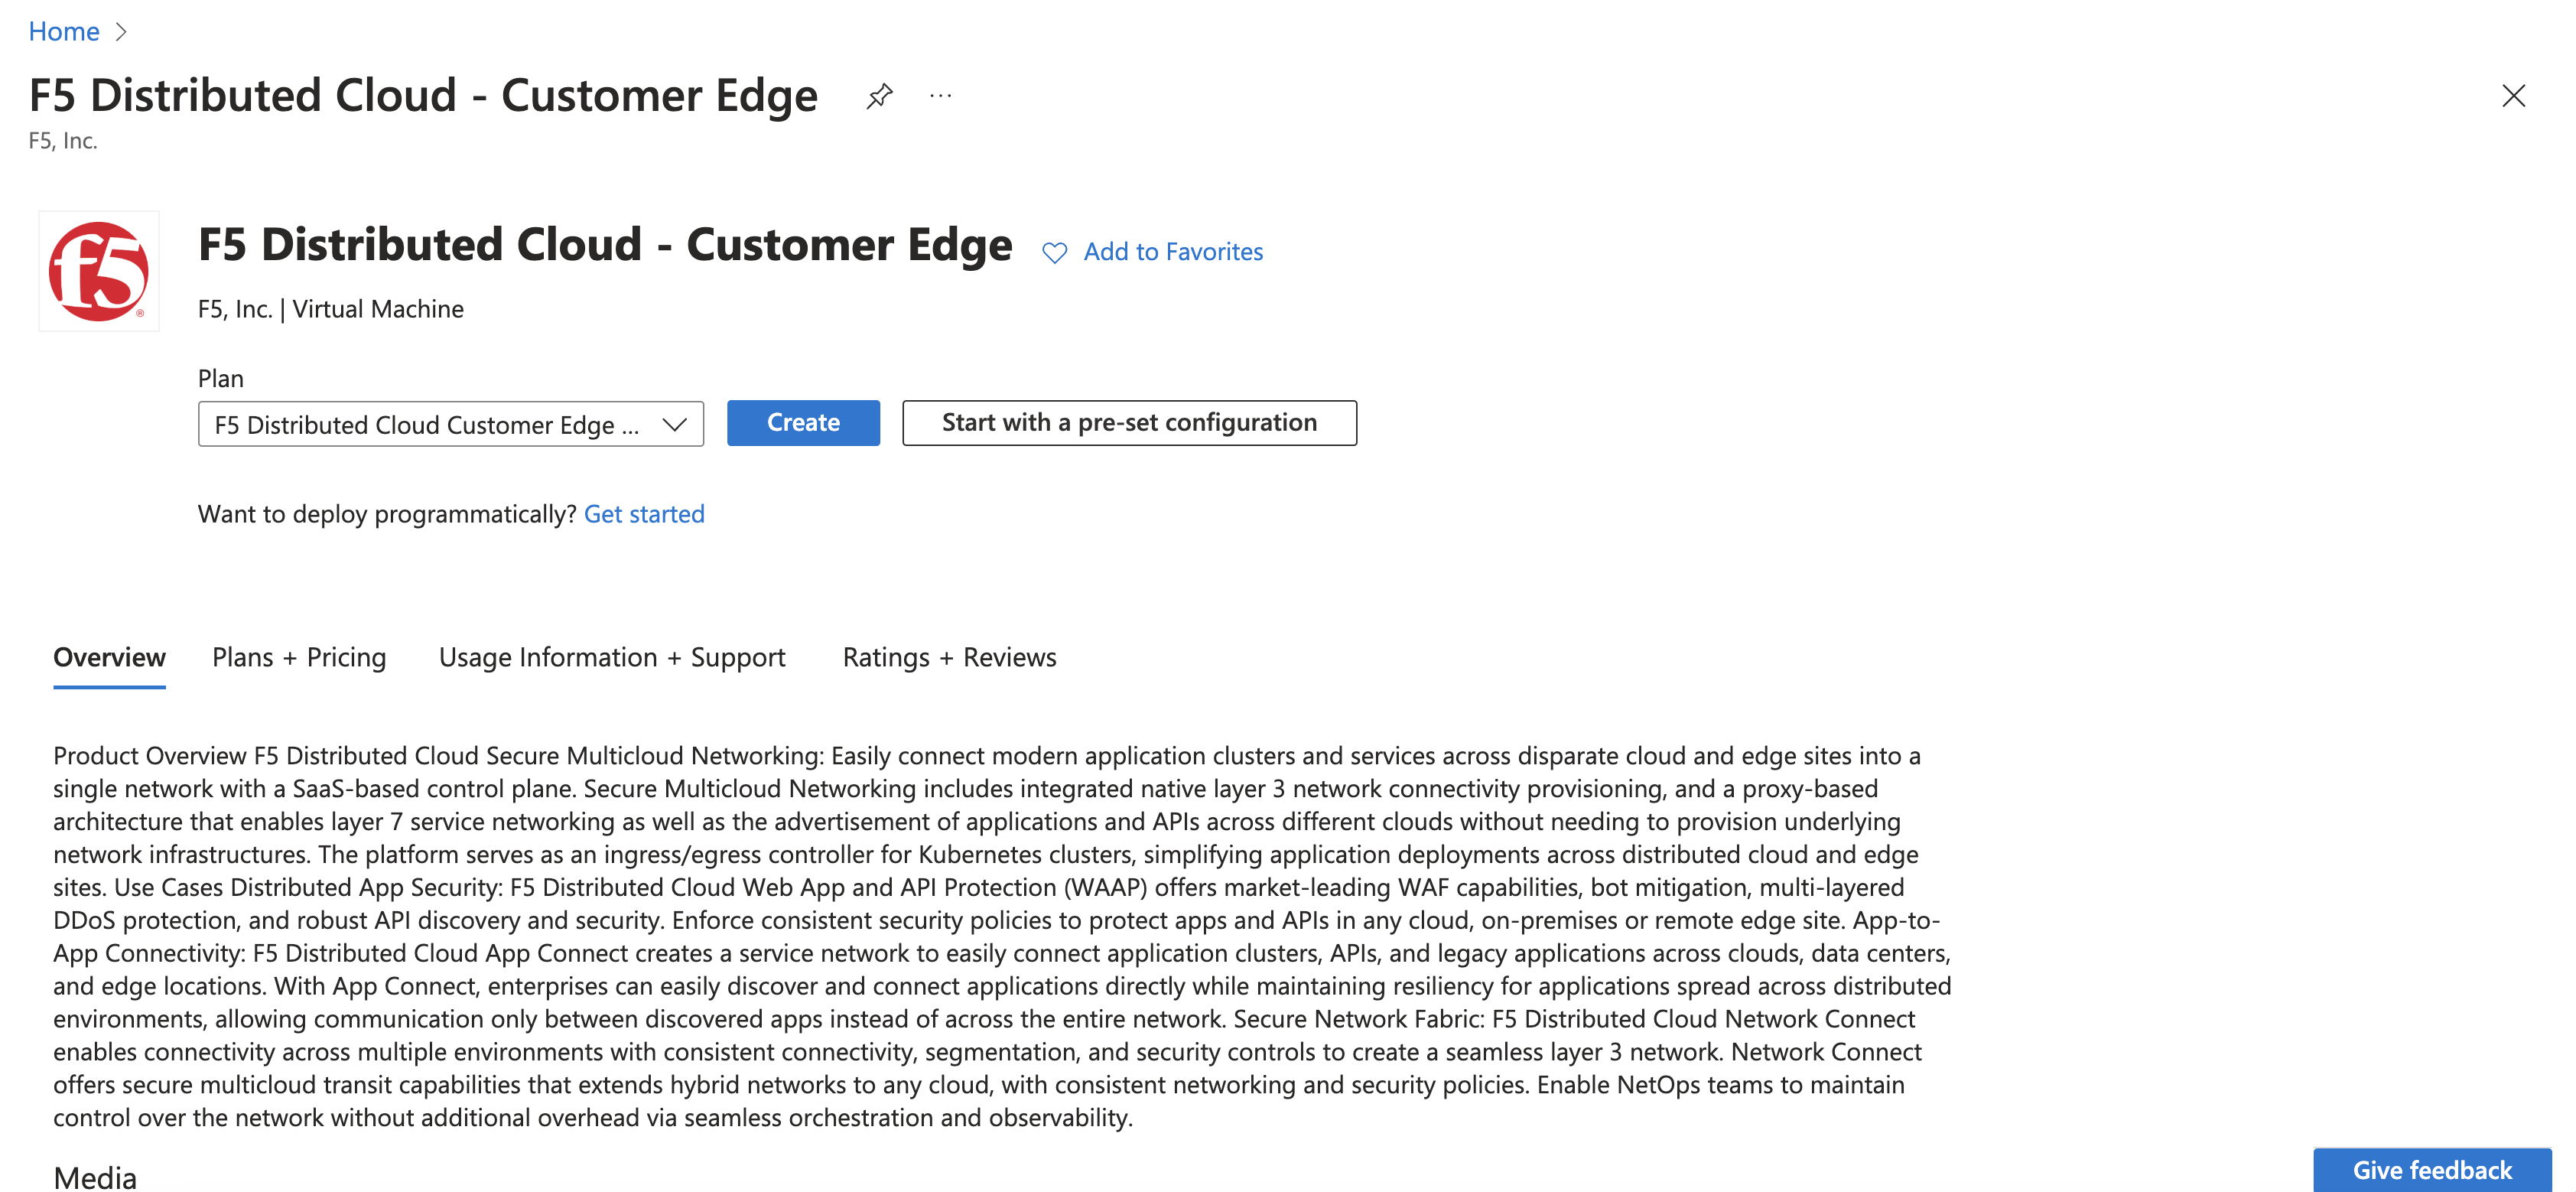 Home
F5 Distributed Cloud - Customer Edge
F5, Inc.
f5
F5 Distributed Cloud - Customer Edge
Add to Favorites
F5, Inc. | Virtual Machine
Plan
F5 Distributed Cloud Customer Edge ...
Create
Start with a pre-set configuration
Want to deploy programmatically? Get started
Overview
Plans + Pricing
Usage Information + Support
Ratings + Reviews
Product Overview F5 Distributed Cloud Secure Multicloud Networking: Easily connect modern application clusters and services across disparate cloud and edge sites into a
single network with a SaaS-based control plane. Secure Multicloud Networking includes integrated native layer 3 network connectivity provisioning, and a proxy-based
architecture that enables layer 7 service networking as well as the advertisement of applications and APIs across different clouds without needing to provision underlying
network infrastructures. The platform serves as an ingress/egress controller for Kubernetes clusters, simplifying application deployments across distributed cloud and edge
sites. Use Cases Distributed App Security: F5 Distributed Cloud Web App and API Protection (WAAP) offers market-leading WAF capabilities, bot mitigation, multi-layered
DDoS protection, and robust API discovery and security. Enforce consistent security policies to protect apps and APIs in any cloud, on-premises or remote edge site. App-to-
App Connectivity: F5 Distributed Cloud App Connect creates a service network to easily connect application clusters, APIs, and legacy applications across clouds, data centers,
and edge locations. With App Connect, enterprises can easily discover and connect applications directly while maintaining resiliency for applications spread across distributed
environments, allowing communication only between discovered apps instead of across the entire network. Secure Network Fabric: F5 Distributed Cloud Network Connect
enables connectivity across multiple environments with consistent connectivity, segmentation, and security controls to create a seamless layer 3 network. Network Connect
offers secure multicloud transit capabilities that extends hybrid networks to any cloud, with consistent networking and security policies. Enable NetOps teams to maintain
control over the network without additional overhead via seamless orchestration and observability.
Media
Give feedback